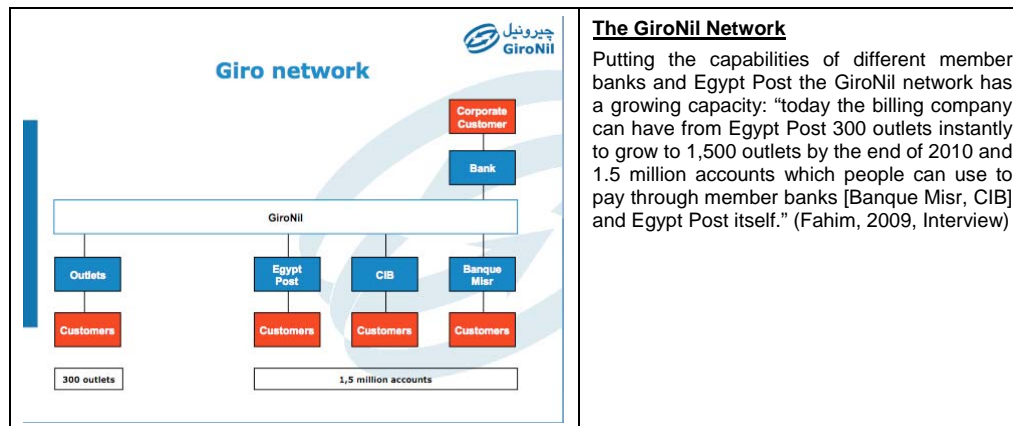 چيرونيل
GiroNil
Giro network
Corporate
Customer
Bank
GiroNil
Outlets
Egypt
Post
CIB
Banque
Misr
Customers
Customers
Customers
Customers
300 outlets
1,5 million accounts
The GiroNil Network
Putting the capabilities of different member
banks and Egypt Post the GiroNil network has
a growing capacity: “today the billing company
can have from Egypt Post 300 outlets instantly
to grow to 1,500 outlets by the end of 2010 and
1.5 million accounts which people can use to
pay through member banks [Banque Misr, CIB]
and Egypt Post itself.” (Fahim, 2009, Interview)